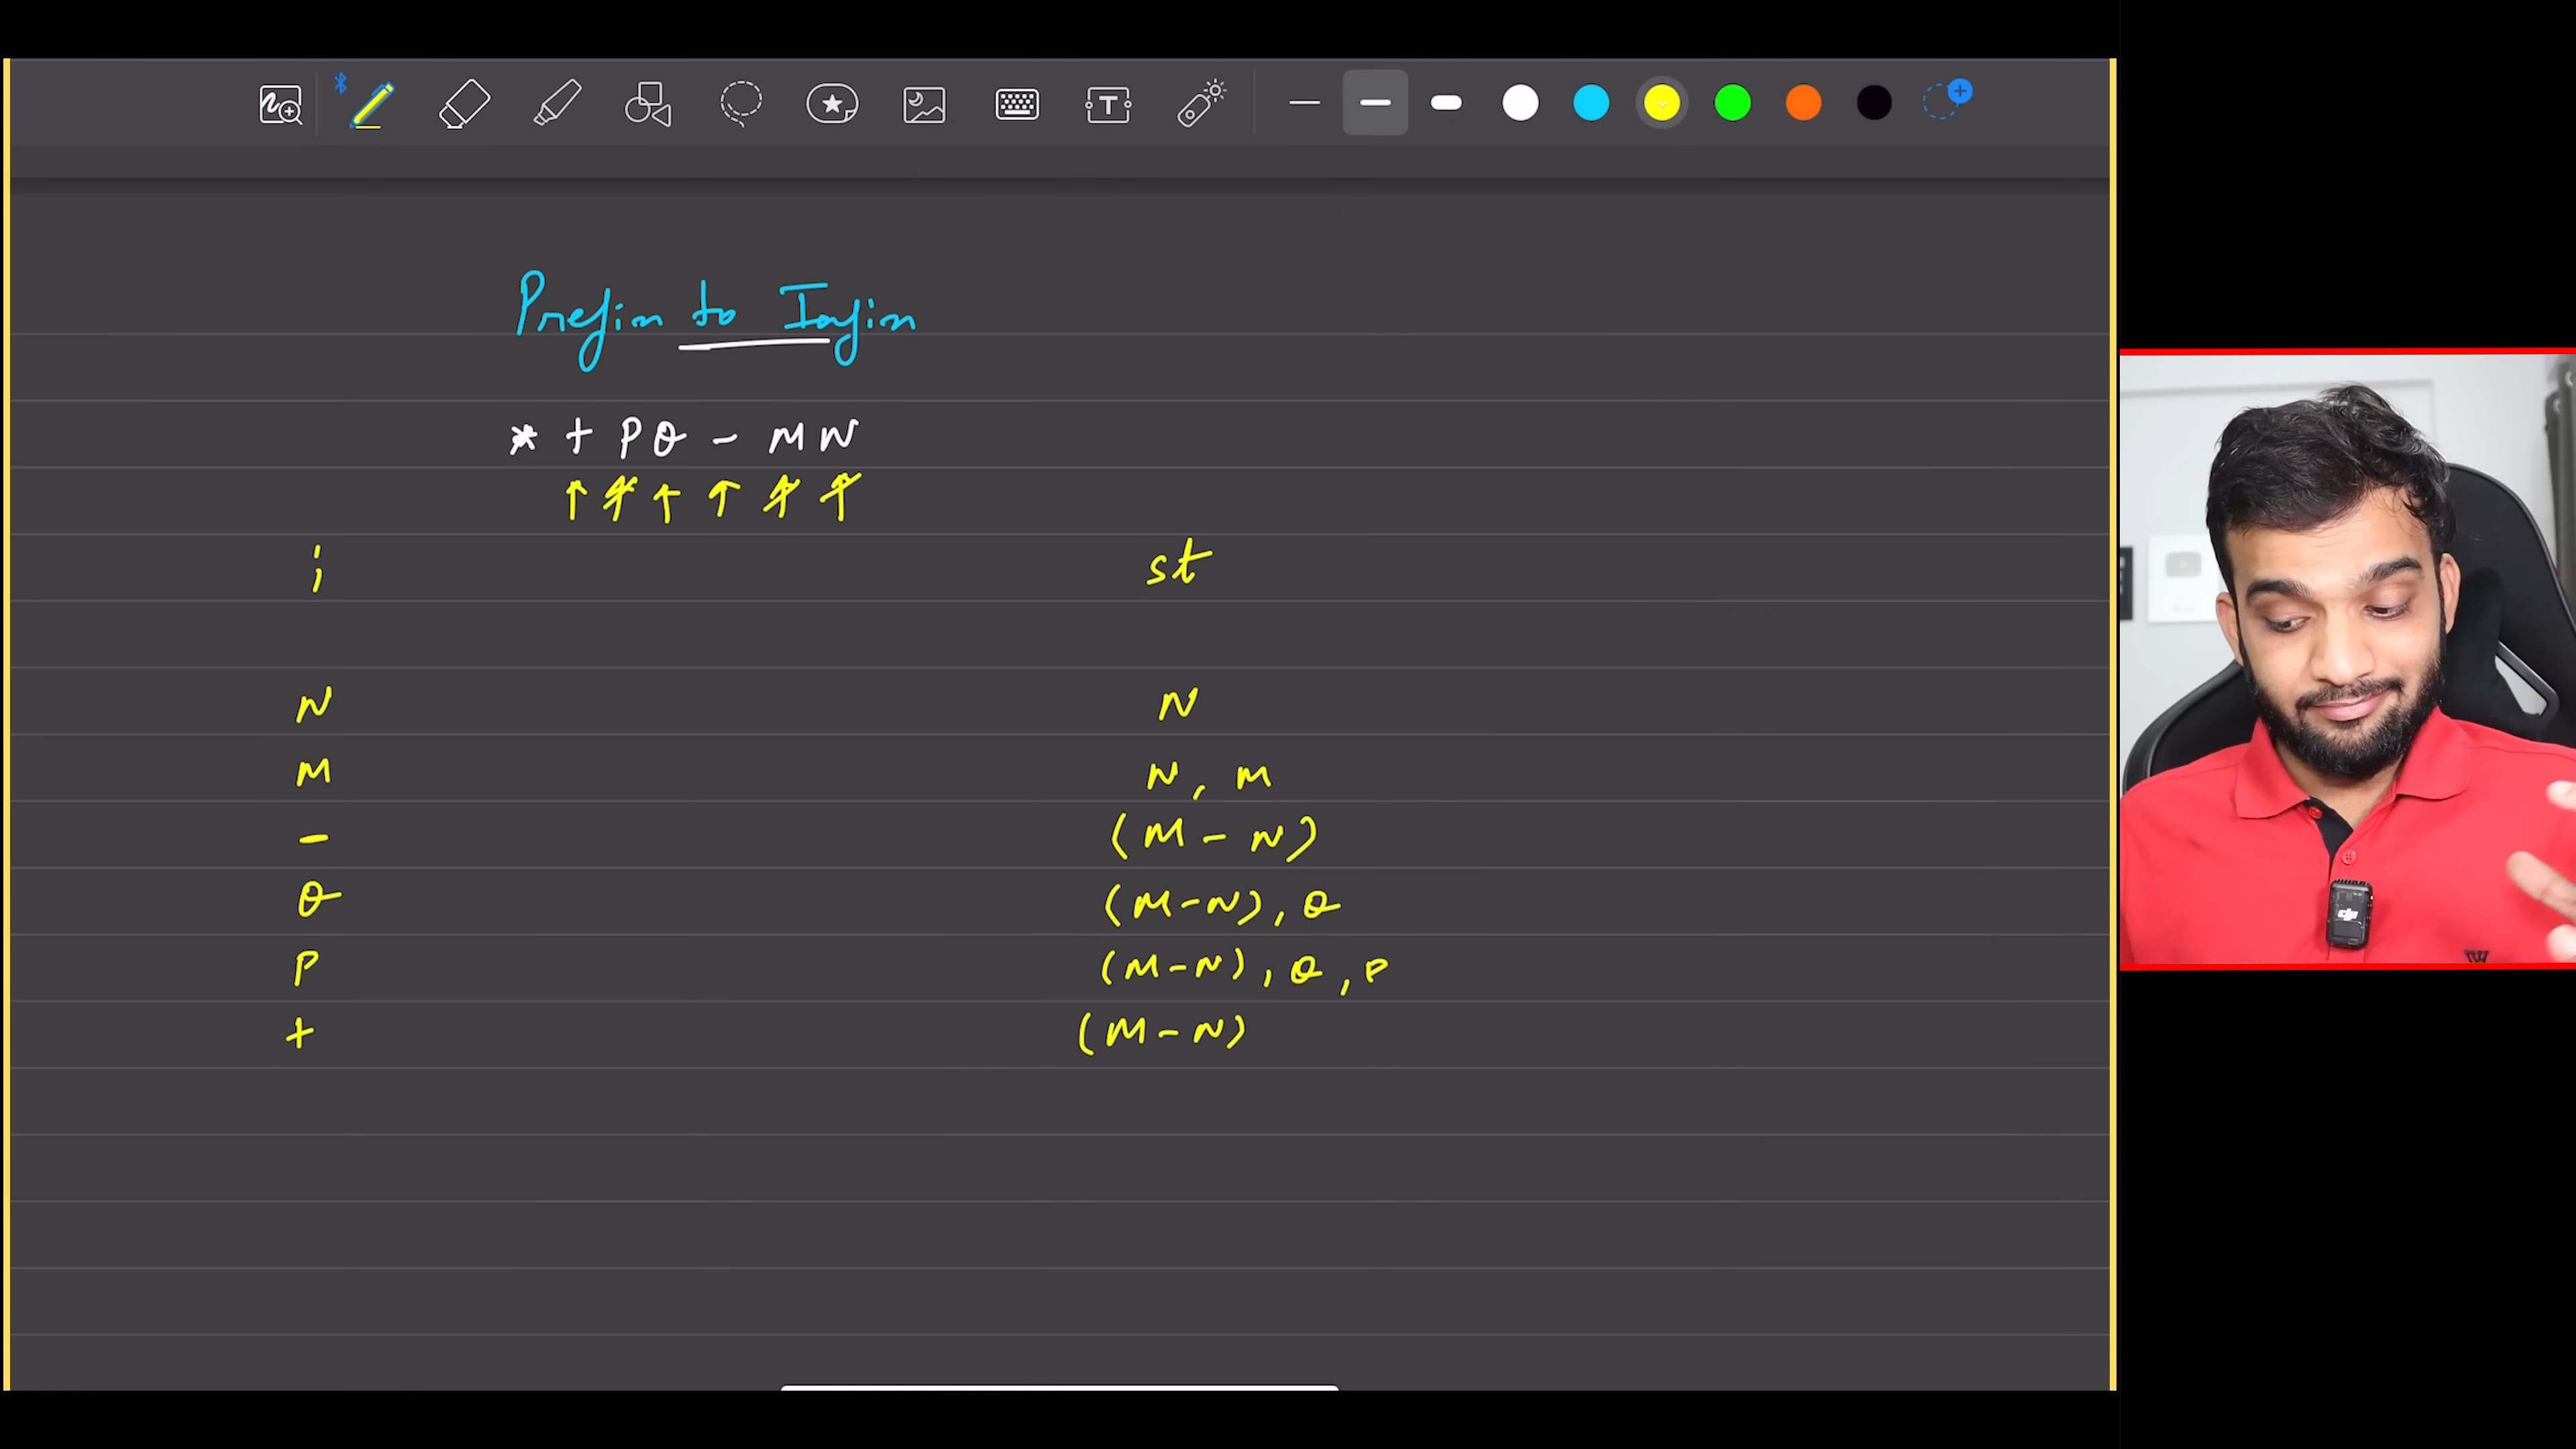 Prefix to Infix
* + P Q - M N
↑ ↑ ↑ ↑ ↑ ↑
i st
N N
M N, M
- (M - N)
Q (M-N), Q
P (M-N), Q, P
+ (M-N)